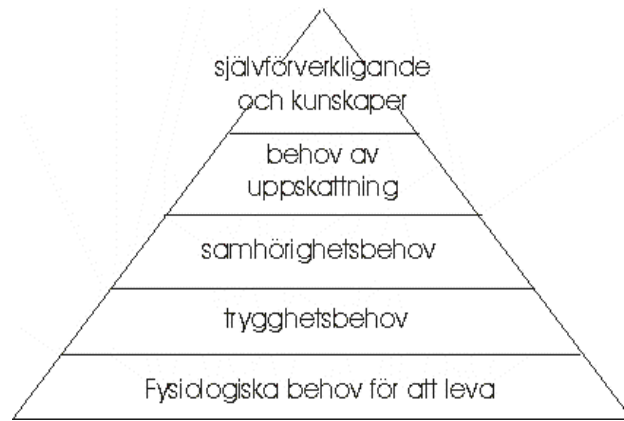 självförverkligande
och kunskaper
behov av
uppskattning
samhörighetsbehov
trygghetsbehov
Fysiologiska behov för att leva